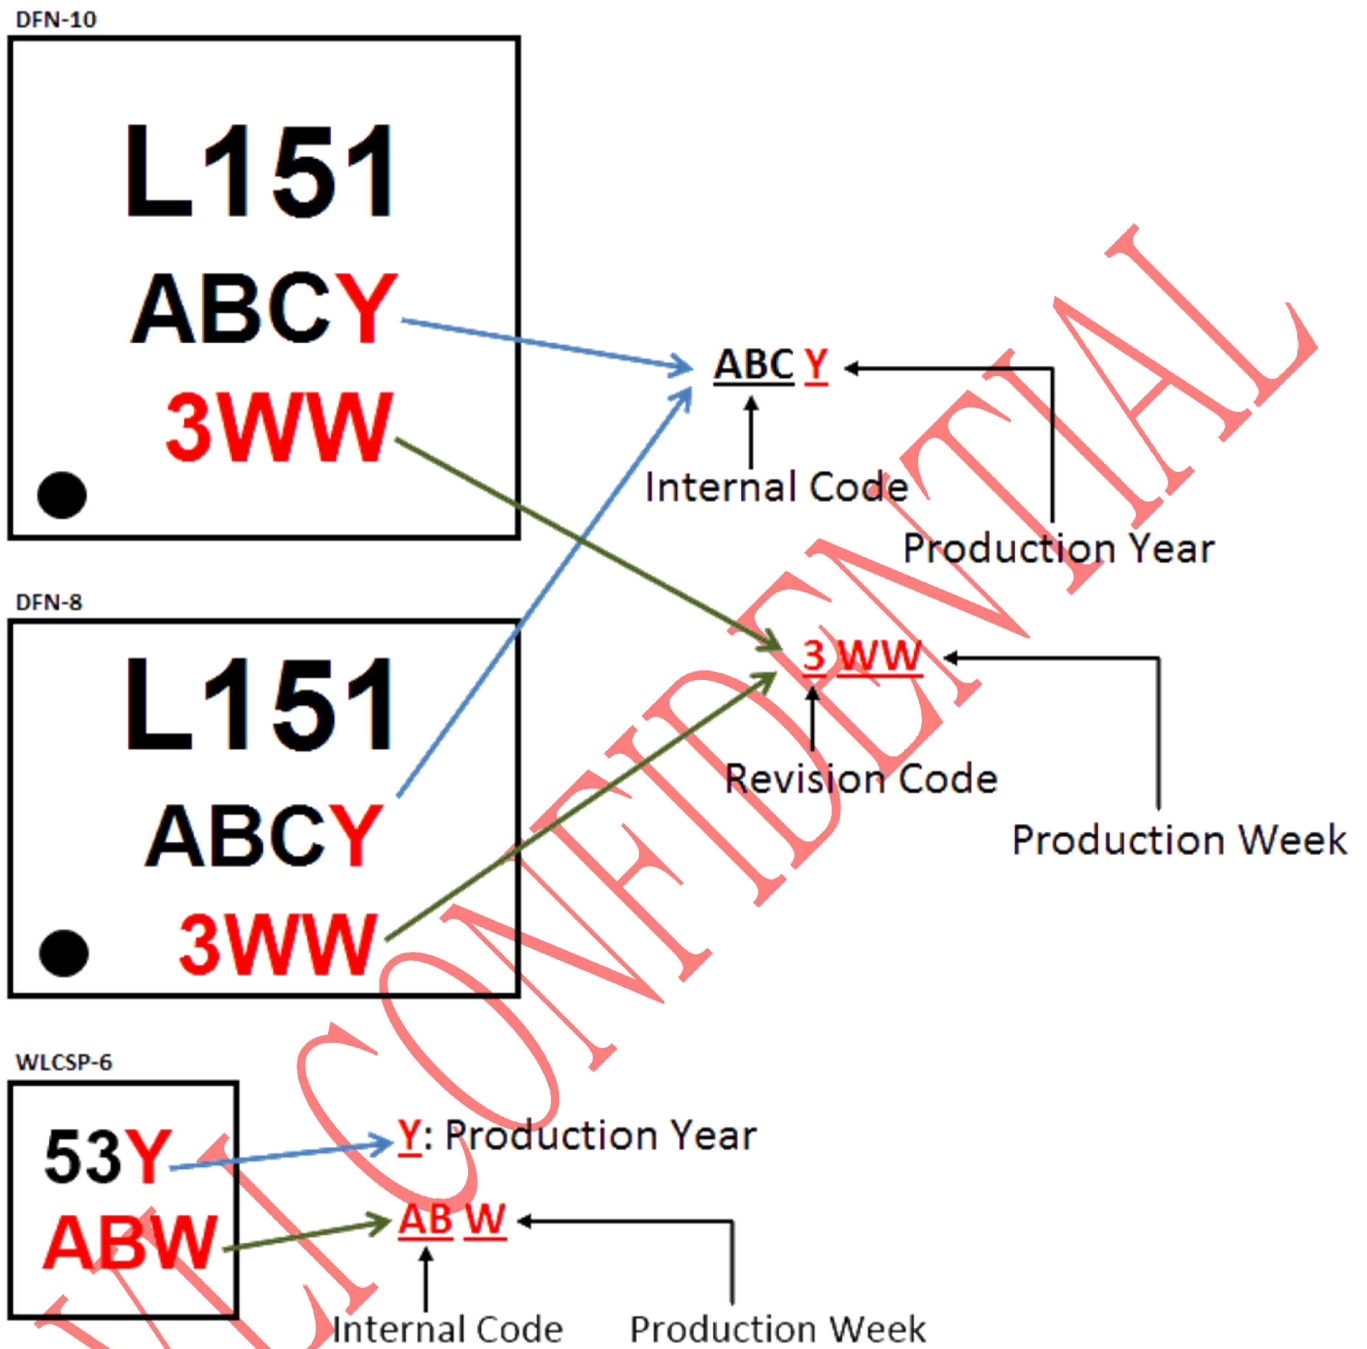 DFN-10
L151
ABCY
3WW
ABC Y
Internal Code
Production Year
DFN-8
L151
ABCY
3WW
3 WW
Revision Code
Production Week
WLCSP-6
53Y
ABW
Y: Production Year
AB W
Internal Code
Production Week
CONFIDENTIAL